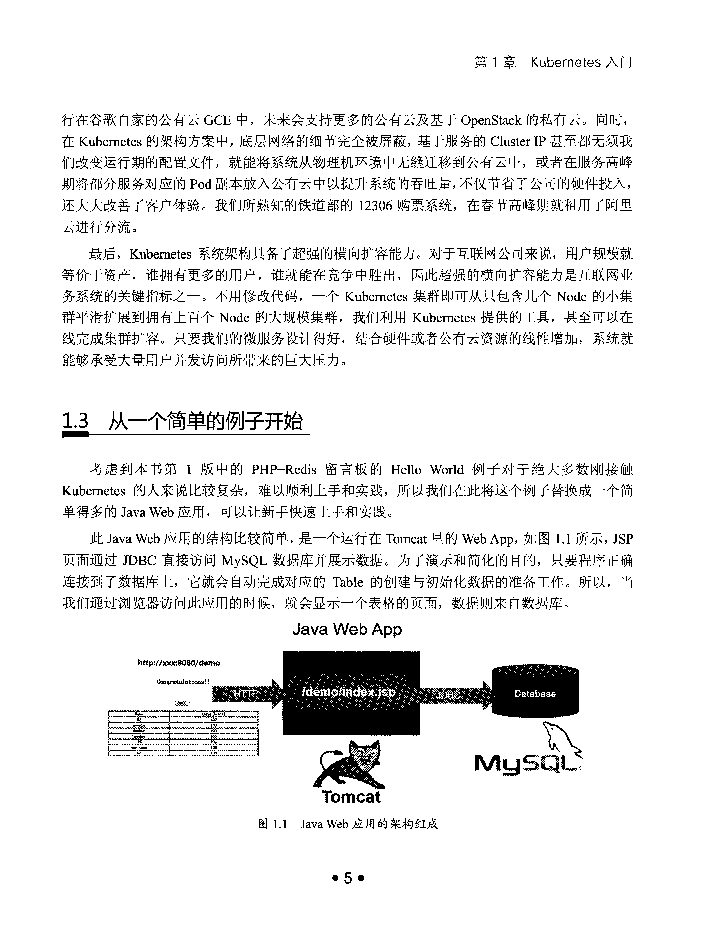 第 1 章 Kubernetes 入门
行在谷歌自家的公有云 GCE 中，未来会支持更多的公有云及基于 OpenStack 的私有云。同时，
在 Kubernetes 的架构方案中，底层网络的细节完全被屏蔽，基于服务的 Cluster IP 甚至都无须我
们改变运行期的配置文件，就能将系统从物理机环境中无缝迁移到公有云中，或者在服务高峰
期将部分服务对应的 Pod 副本放入公有云中以提升系统的吞吐量，不仅节省了公司的硬件投入，
还大大改善了客户体验。我们所熟知的铁道部的 12306 购票系统，在春节高峰期就租用了阿里
云进行分流。
最后，Kubernetes 系统架构具备了超强的横向扩容能力。对于互联网公司来说，用户规模就
等价于资产，谁拥有更多的用户，谁就能在竞争中胜出，因此超强的横向扩容能力是互联网业
务系统的关键指标之一。不用修改代码，一个 Kubernetes 集群即可从只包含几个 Node 的小集
群平滑扩展到拥有上百个 Node 的大规模集群，我们利用 Kubernetes 提供的工具，甚至可以在
线完成集群扩容。只要我们的微服务设计得好，结合硬件或者公有云资源的线性增加，系统就
能够承受大量用户并发访问所带来的巨大压力。
1.3 从一个简单的例子开始
考虑到本书第 1 版中的 PHP+Redis 留言板的 Hello World 例子对于绝大多数刚接触
Kubernetes 的人来说比较复杂，难以顺利上手和实践，所以我们在此将这个例子替换成一个简
单得多的 Java Web 应用，可以让新手快速上手和实践。
此 Java Web 应用的结构比较简单，是一个运行在 Tomcat 里的 Web App，如图 1.1 所示，JSP
页面通过 JDBC 直接访问 MySQL 数据库并展示数据。为了演示和简化的目的，只要程序正确
连接到了数据库上，它就会自动完成对应的 Table 的创建与初始化数据的准备工作。所以，当
我们通过浏览器访问此应用的时候，就会显示一个表格的页面，数据则来自数据库。
Java Web App
http://xxx:8080/demo
Congratulations!!
HTTP
/demo/index.jsp
JDBC
Database
MySQL
Tomcat
图 1.1 Java Web 应用的架构组成
• 5 •